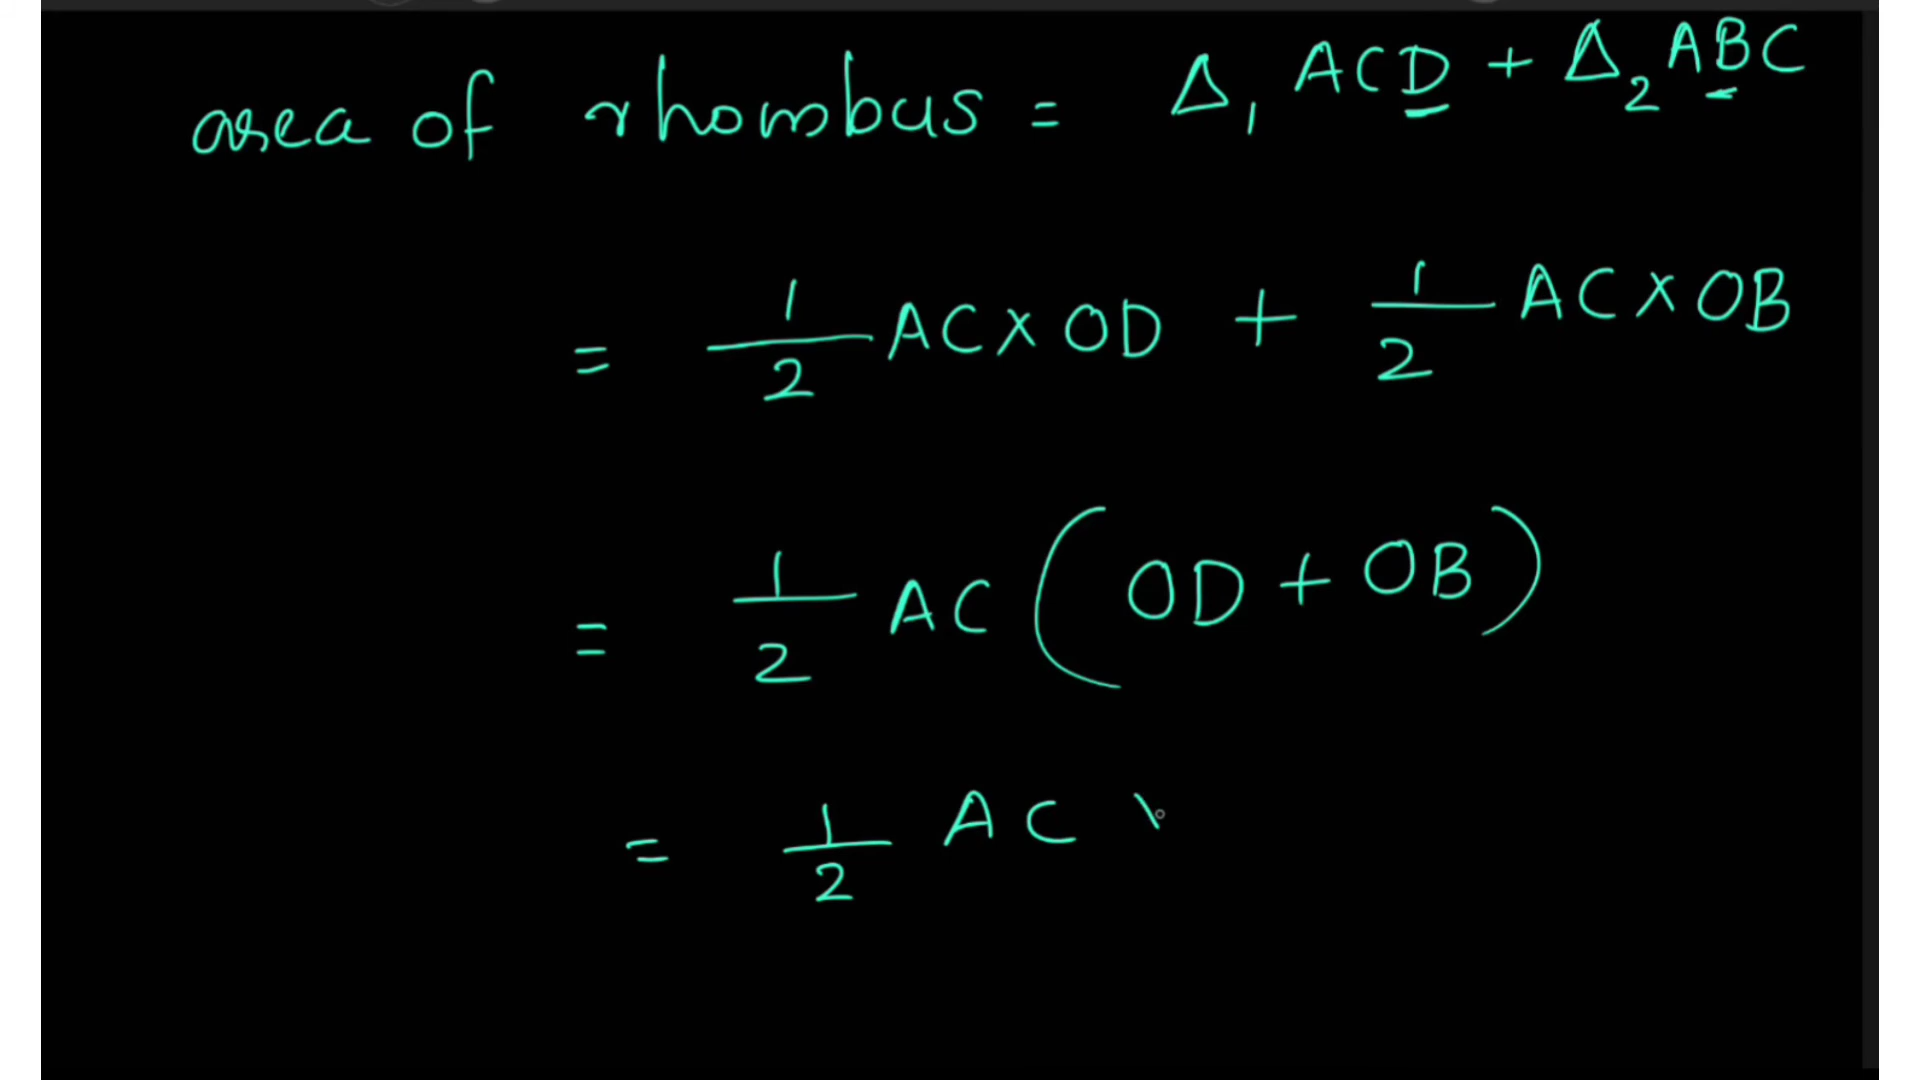 area of rhombus = Δ₁ ACD + Δ₂ ABC
= 1/2 AC × OD + 1/2 AC × OB
= 1/2 AC ( OD + OB )
= 1/2 AC \